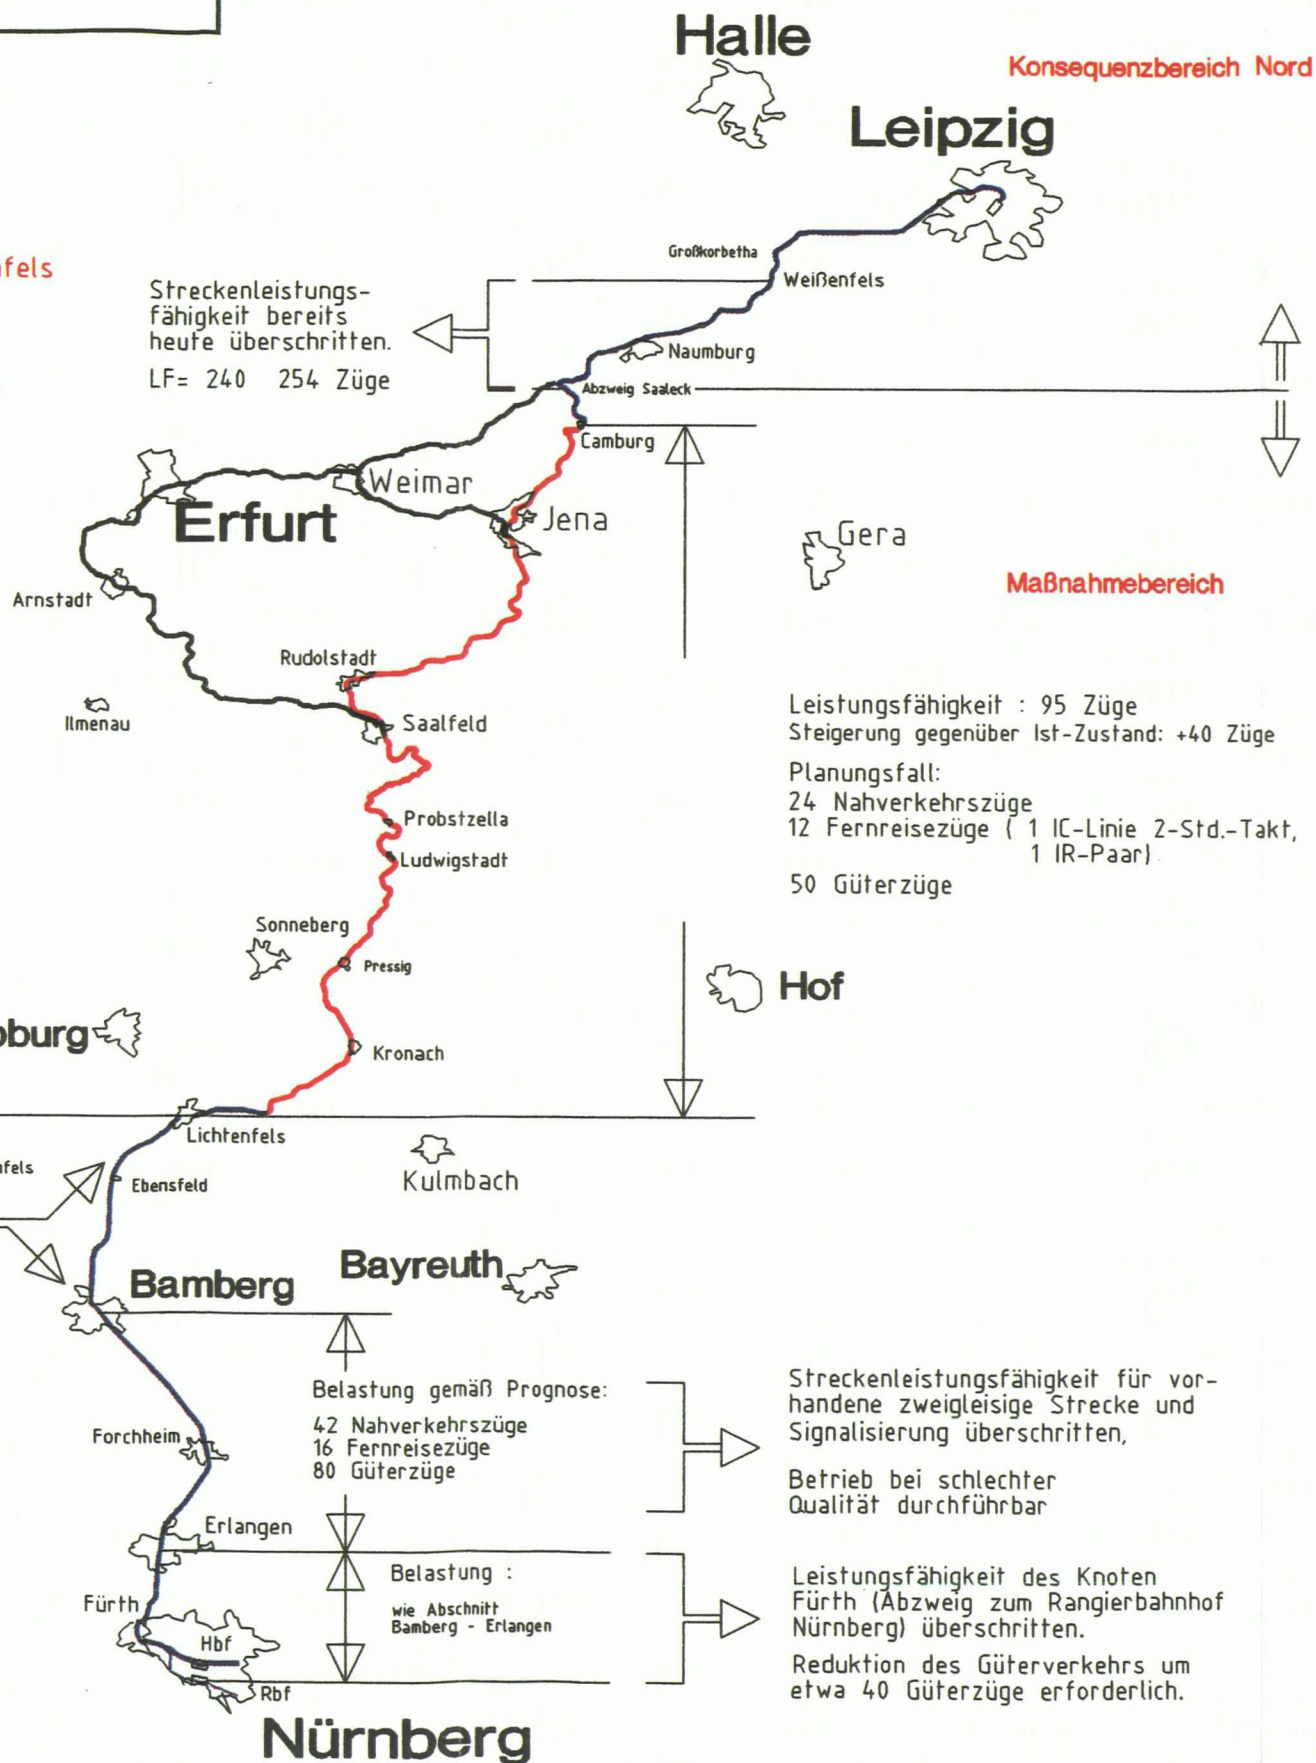 Halle
Konsequenzbereich Nord
Leipzig
Großkorbetha
Weißenfels
Streckenleistungs-
fähigkeit bereits
heute überschritten.
LF= 240 254 Züge
Naumburg
Abzweig Saaleck
Camburg
Weimar
Erfurt
Jena
Gera
Arnstadt
Maßnahmebereich
Rudolstadt
Ilmenau
Saalfeld
Leistungsfähigkeit : 95 Züge
Steigerung gegenüber Ist-Zustand: +40 Züge
Planungsfall:
24 Nahverkehrszüge
12 Fernreisezüge ( 1 IC-Linie 2-Std.-Takt,
1 IR-Paar)
50 Güterzüge
Probstzella
Ludwigstadt
Sonneberg
Pressig
Hof
Kronach
Lichtenfels
Kulmbach
Ebensfeld
Bamberg
Bayreuth
Belastung gemäß Prognose:
42 Nahverkehrszüge
16 Fernreisezüge
80 Güterzüge
Streckenleistungsfähigkeit für vor-
handene zweigleisige Strecke und
Signalisierung überschritten,
Betrieb bei schlechter
Qualität durchführbar
Forchheim
Erlangen
Belastung :
wie Abschnitt
Bamberg - Erlangen
Leistungsfähigkeit des Knoten
Fürth (Abzweig zum Rangierbahnhof
Nürnberg) überschritten.
Reduktion des Güterverkehrs um
etwa 40 Güterzüge erforderlich.
Fürth
Hbf
Rbf
Nürnberg